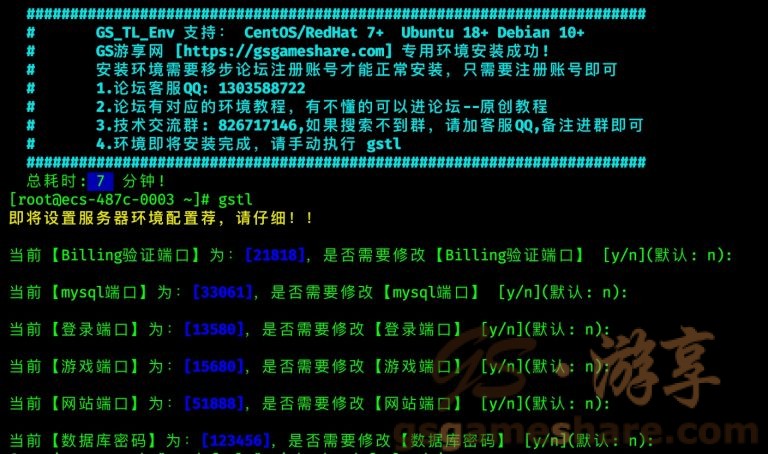 ######################################################################
# GS_TL_Env 支持: CentOS/RedHat 7+ Ubuntu 18+ Debian 10+
# GS游享网 [https://gsgameshare.com] 专用环境安装成功!
# 安装环境需要移步论坛注册账号才能正常安装，只需要注册账号即可
# 1.论坛客服QQ: 1303588722
# 2.论坛有对应的环境教程，有不懂的可以进论坛--原创教程
# 3.技术交流群: 826717146,如果搜索不到群，请加客服QQ,备注进群即可
# 4.环境即将安装完成，请手动执行 gstl
######################################################################
总耗时: 7 分钟!
[root@ecs-487c-0003 ~]# gstl
即将设置服务器环境配置荐，请仔细!!
当前【Billing验证端口】为: [21818]，是否需要修改【Billing验证端口】 [y/n](默认: n):
当前【mysql端口】为: [33061]，是否需要修改【mysql端口】 [y/n](默认: n):
当前【登录端口】为: [13580]，是否需要修改【登录端口】 [y/n](默认: n):
当前【游戏端口】为: [15680]，是否需要修改【游戏端口】 [y/n](默认: n):
当前【网站端口】为: [51888]，是否需要修改【网站端口】 [y/n](默认: n):
当前【数据库密码】为: [123456]，是否需要修改【数据库密码】 [y/n](默认: n):
GS·游享
gsgameshare.com